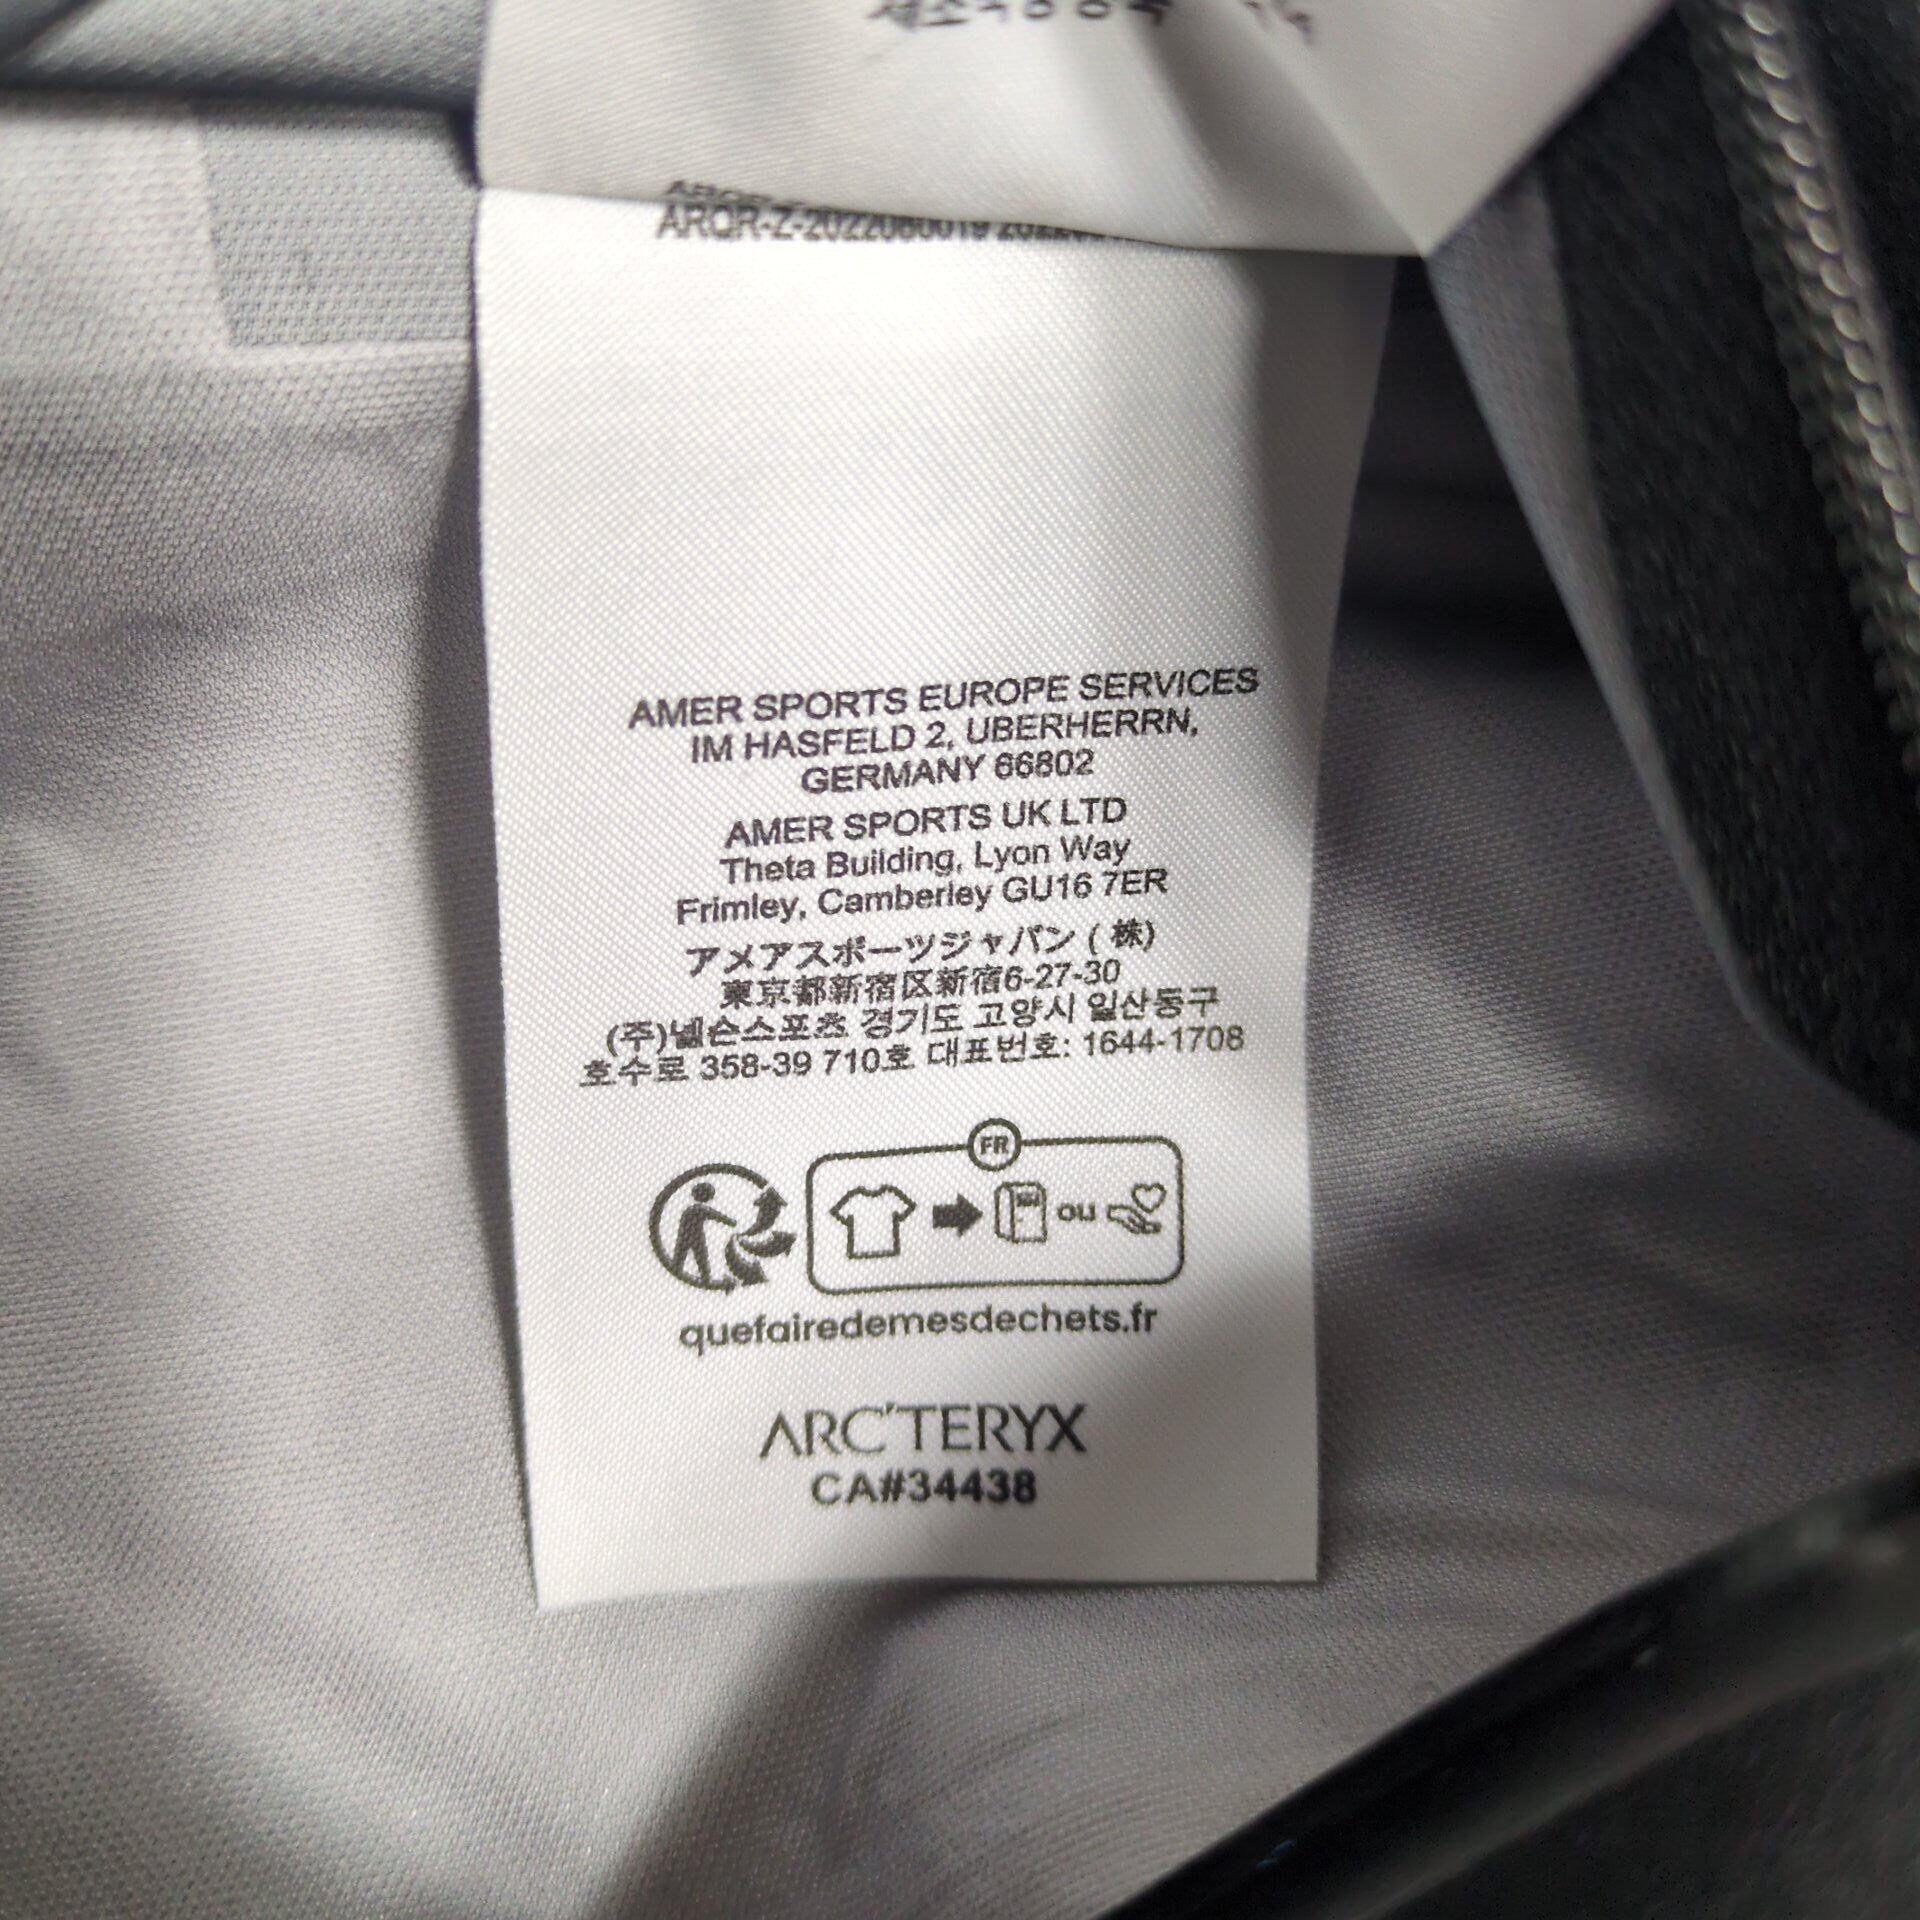 ARQR-Z-2022080019
AMER SPORTS EUROPE SERVICES
IM HASFELD 2, UBERHERRN,
GERMANY 66802
AMER SPORTS UK LTD
Theta Building, Lyon Way
Frimley, Camberley GU16 7ER
アメアスポーツジャパン ( 株)
東京都新宿区新宿6-27-30
(주)넬슨스포츠 경기도 고양시 일산동구
호수로 358-39 710호 대표번호: 1644-1708
FR
ou
quefairedemesdechets.fr
ARC'TERYX
CA#34438